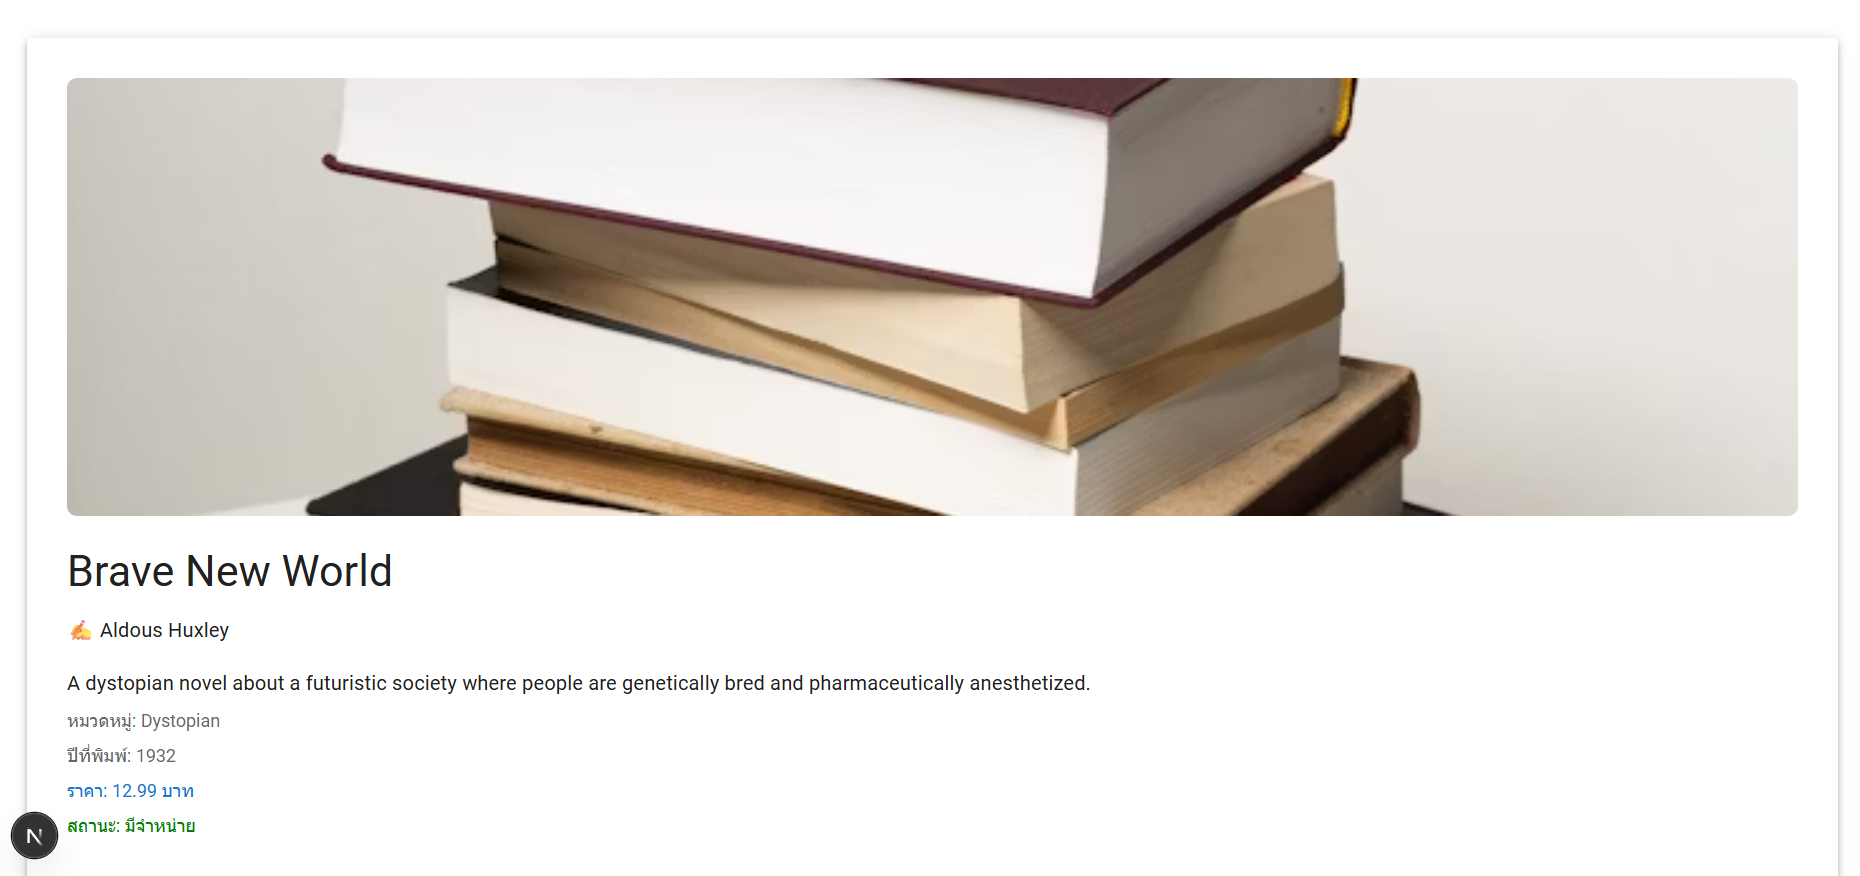 Brave New World
✍️ Aldous Huxley
A dystopian novel about a futuristic society where people are genetically bred and pharmaceutically anesthetized.
หมวดหมู่: Dystopian
ปีที่พิมพ์: 1932
ราคา: 12.99 บาท
สถานะ: มีจำหน่าย
N